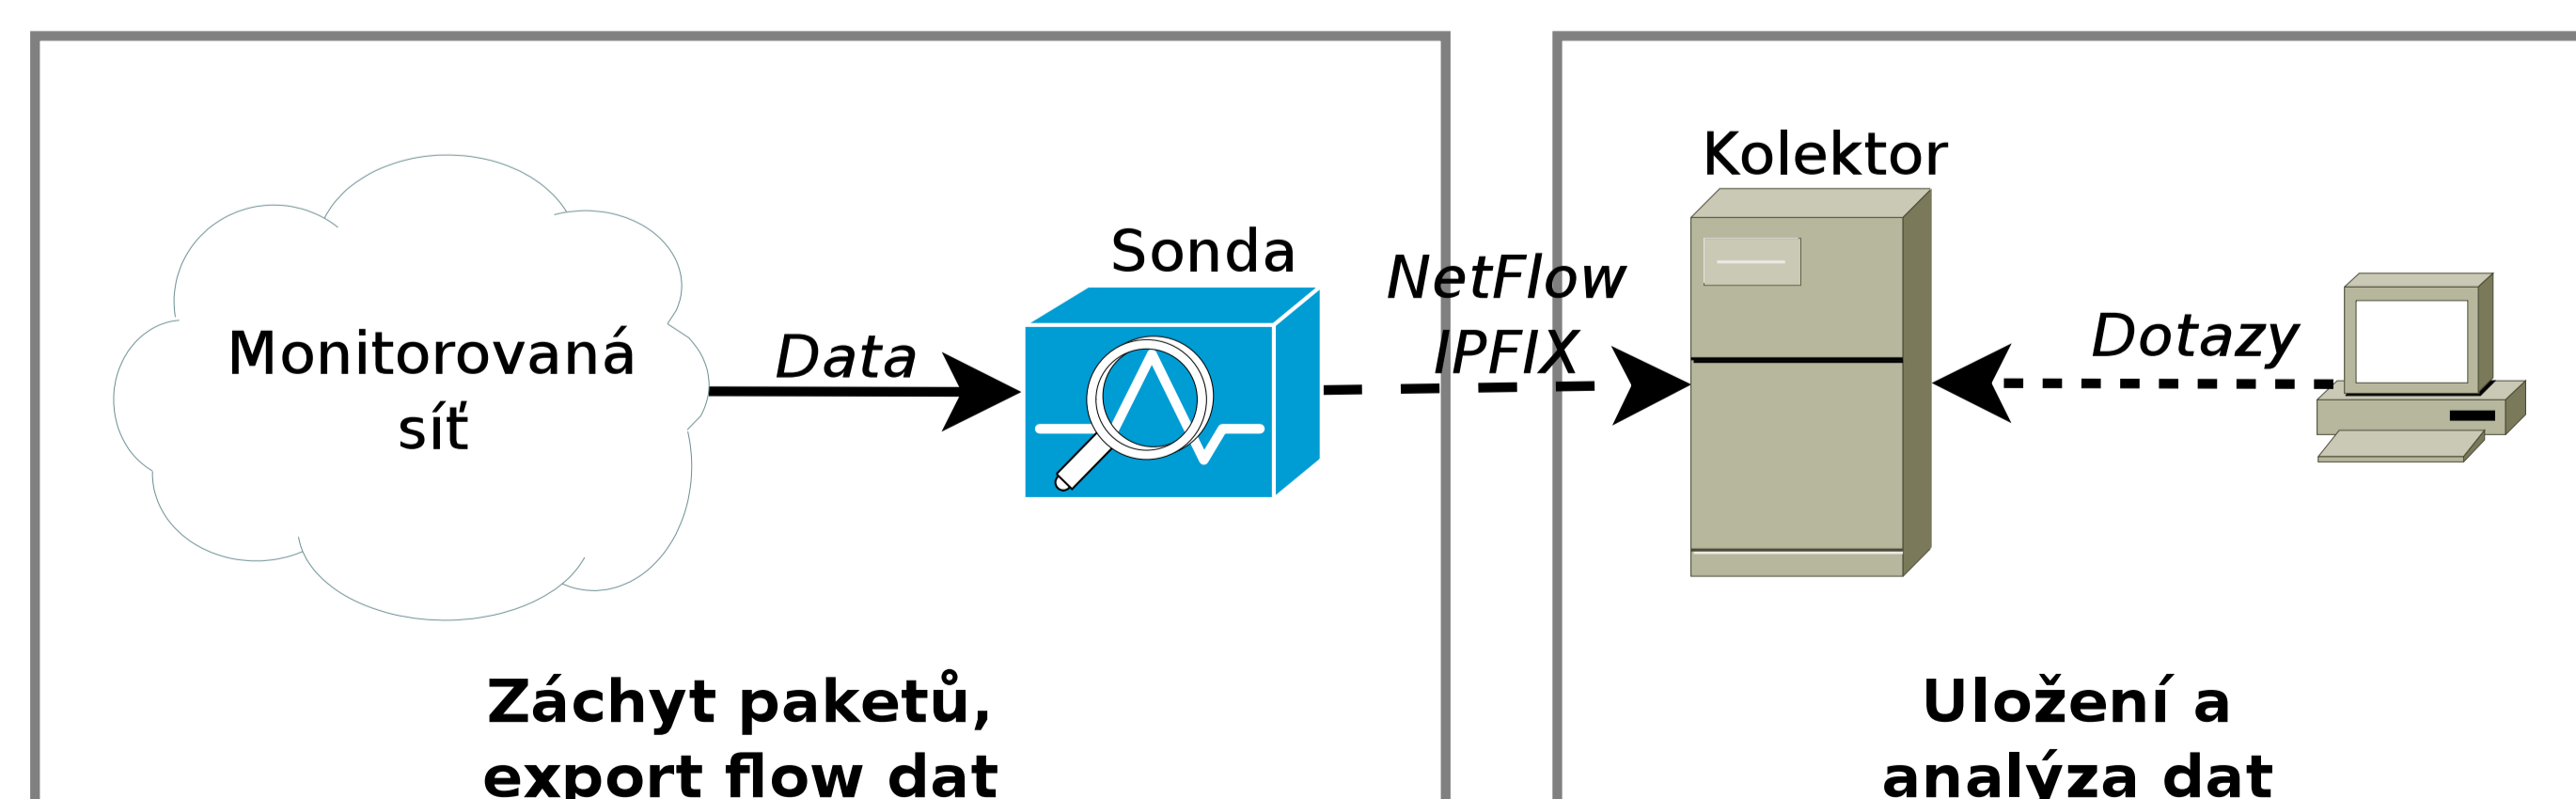 Monitorovaná
síť
Data
Sonda
NetFlow
IPFIX
Kolektor
Dotazy
Záchyt paketů,
export flow dat
Uložení a
analýza dat